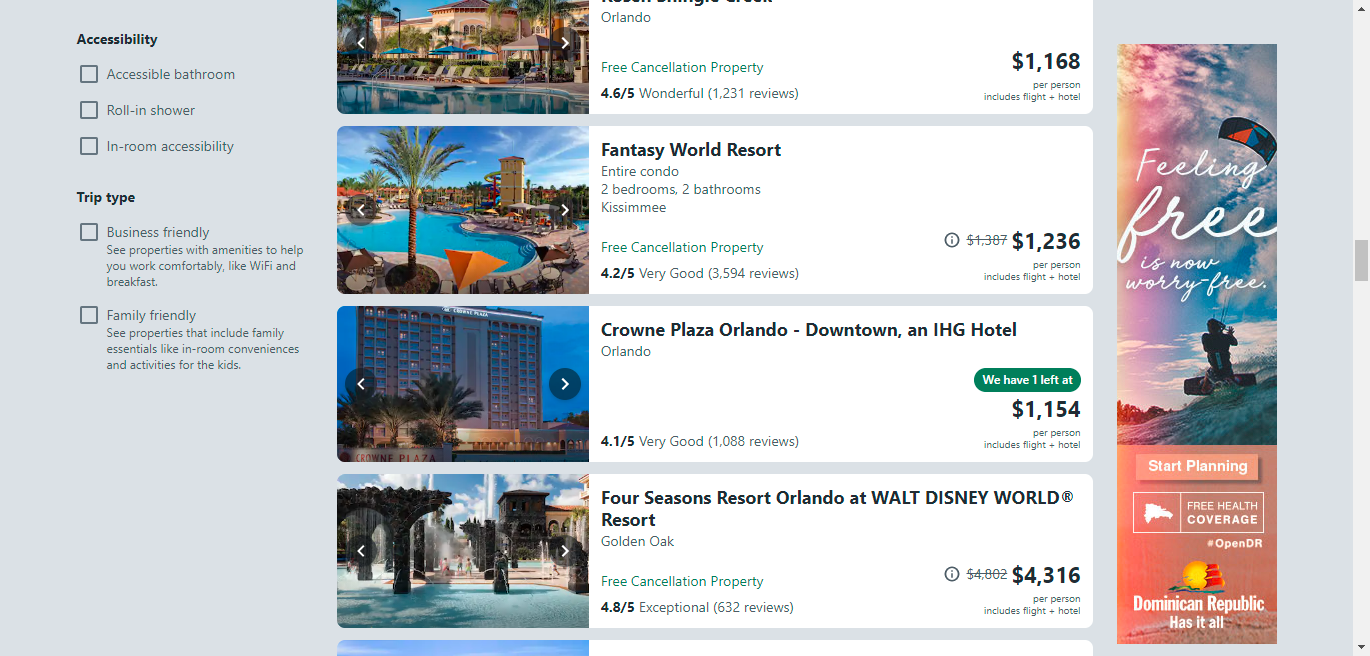 Accessibility
Accessible bathroom
Roll-in shower
In-room accessibility
Trip type
Business friendly
See properties with amenities to help
you work comfortably, like WiFi and
breakfast.
Family friendly
See properties that include family
essentials like in-room conveniences
and activities for the kids.
Rosen Shingle Creek
Orlando
Free Cancellation Property
4.6/5 Wonderful (1,231 reviews)
$1,168
per person
includes flight + hotel
Fantasy World Resort
Entire condo
2 bedrooms, 2 bathrooms
Kissimmee
Free Cancellation Property
4.2/5 Very Good (3,594 reviews)
$1,387 $1,236
per person
includes flight + hotel
CROWNE PLAZA
CROWNE PLAZA
Crowne Plaza Orlando - Downtown, an IHG Hotel
Orlando
We have 1 left at
$1,154
4.1/5 Very Good (1,088 reviews)
per person
includes flight + hotel
Four Seasons Resort Orlando at WALT DISNEY WORLD®
Resort
Golden Oak
Free Cancellation Property
4.8/5 Exceptional (632 reviews)
$4,802 $4,316
per person
includes flight + hotel
Feeling
free
is now
worry-free.
Start Planning
FREE HEALTH
COVERAGE
#OpenDR
Dominican Republic
Has it all